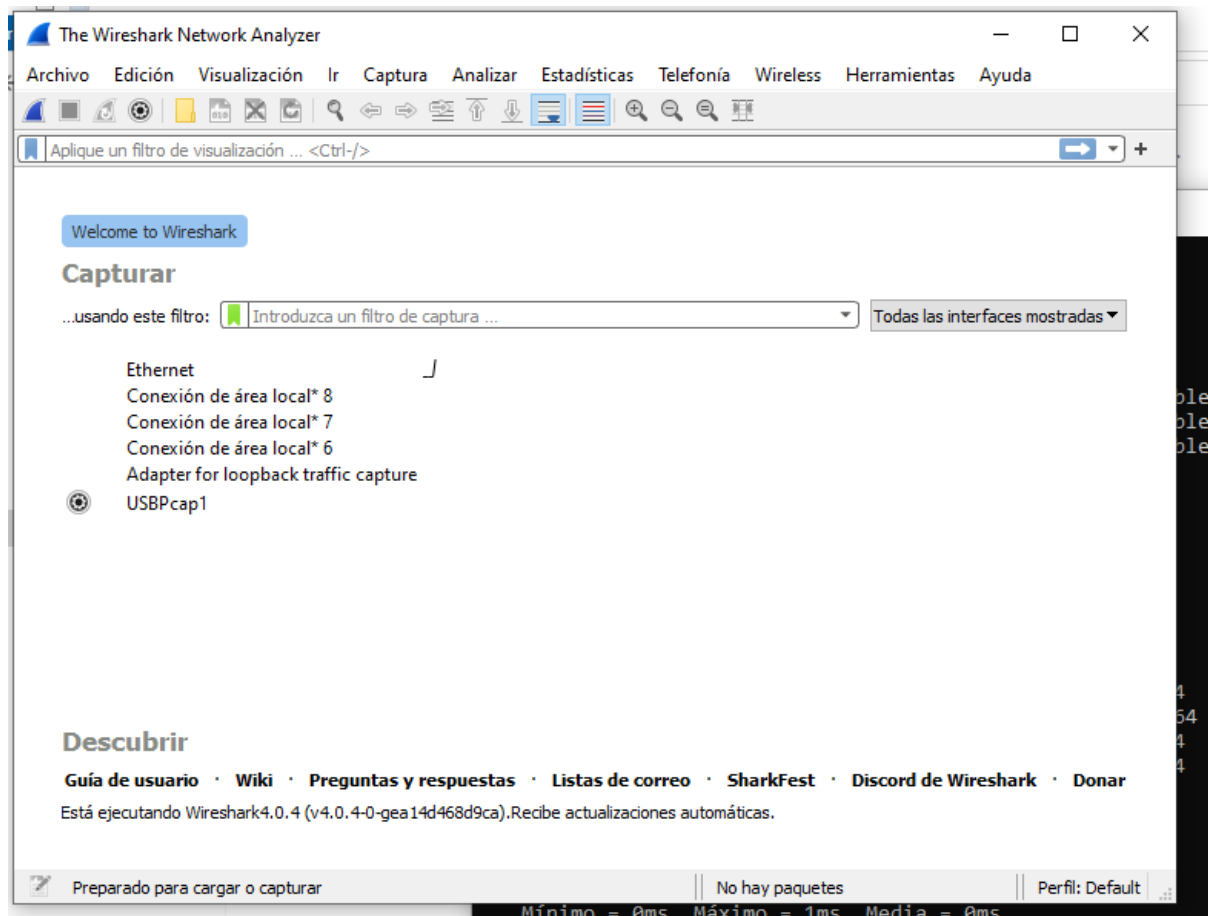 The Wireshark Network Analyzer
Archivo Edición Visualización Ir Captura Analizar Estadísticas Telefonía Wireless Herramientas Ayuda
Aplique un filtro de visualización ... <Ctrl-/>
Welcome to Wireshark
Capturar
...usando este filtro: Introduzca un filtro de captura ... Todas las interfaces mostradas
Ethernet
Conexión de área local* 8
Conexión de área local* 7
Conexión de área local* 6
Adapter for loopback traffic capture
USBPcap1
Descubrir
Guía de usuario · Wiki · Preguntas y respuestas · Listas de correo · SharkFest · Discord de Wireshark · Donar
Está ejecutando Wireshark4.0.4 (v4.0.4-0-gea14d468d9ca).Recibe actualizaciones automáticas.
Preparado para cargar o capturar No hay paquetes Perfil: Default
Mínimo = 0ms, Máximo = 1ms, Media = 0ms